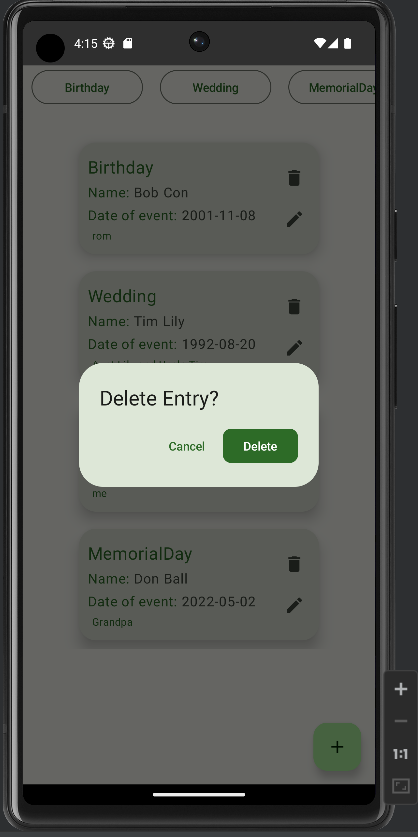 4:15
Birthday
Wedding
MemorialDay
Birthday
Name: Bob Con
Date of event: 2001-11-08
rom
Wedding
Name: Tim Lily
Date of event: 1992-08-20
Delete Entry?
Cancel
Delete
me
MemorialDay
Name: Don Ball
Date of event: 2022-05-02
Grandpa
+
+
1:1